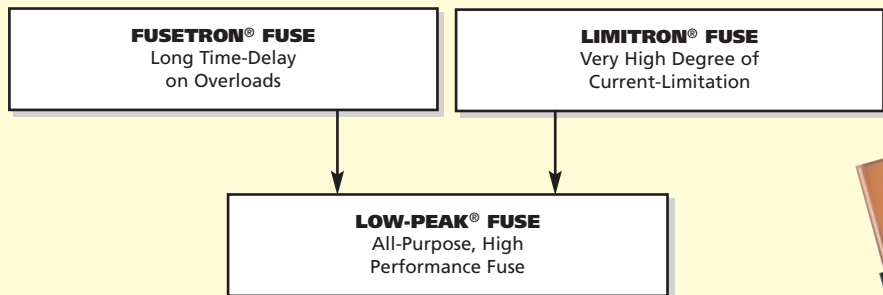 FUSETRON® FUSE
Long Time-Delay
on Overloads
LIMITRON® FUSE
Very High Degree of
Current-Limitation
LOW-PEAK® FUSE
All-Purpose, High
Performance Fuse